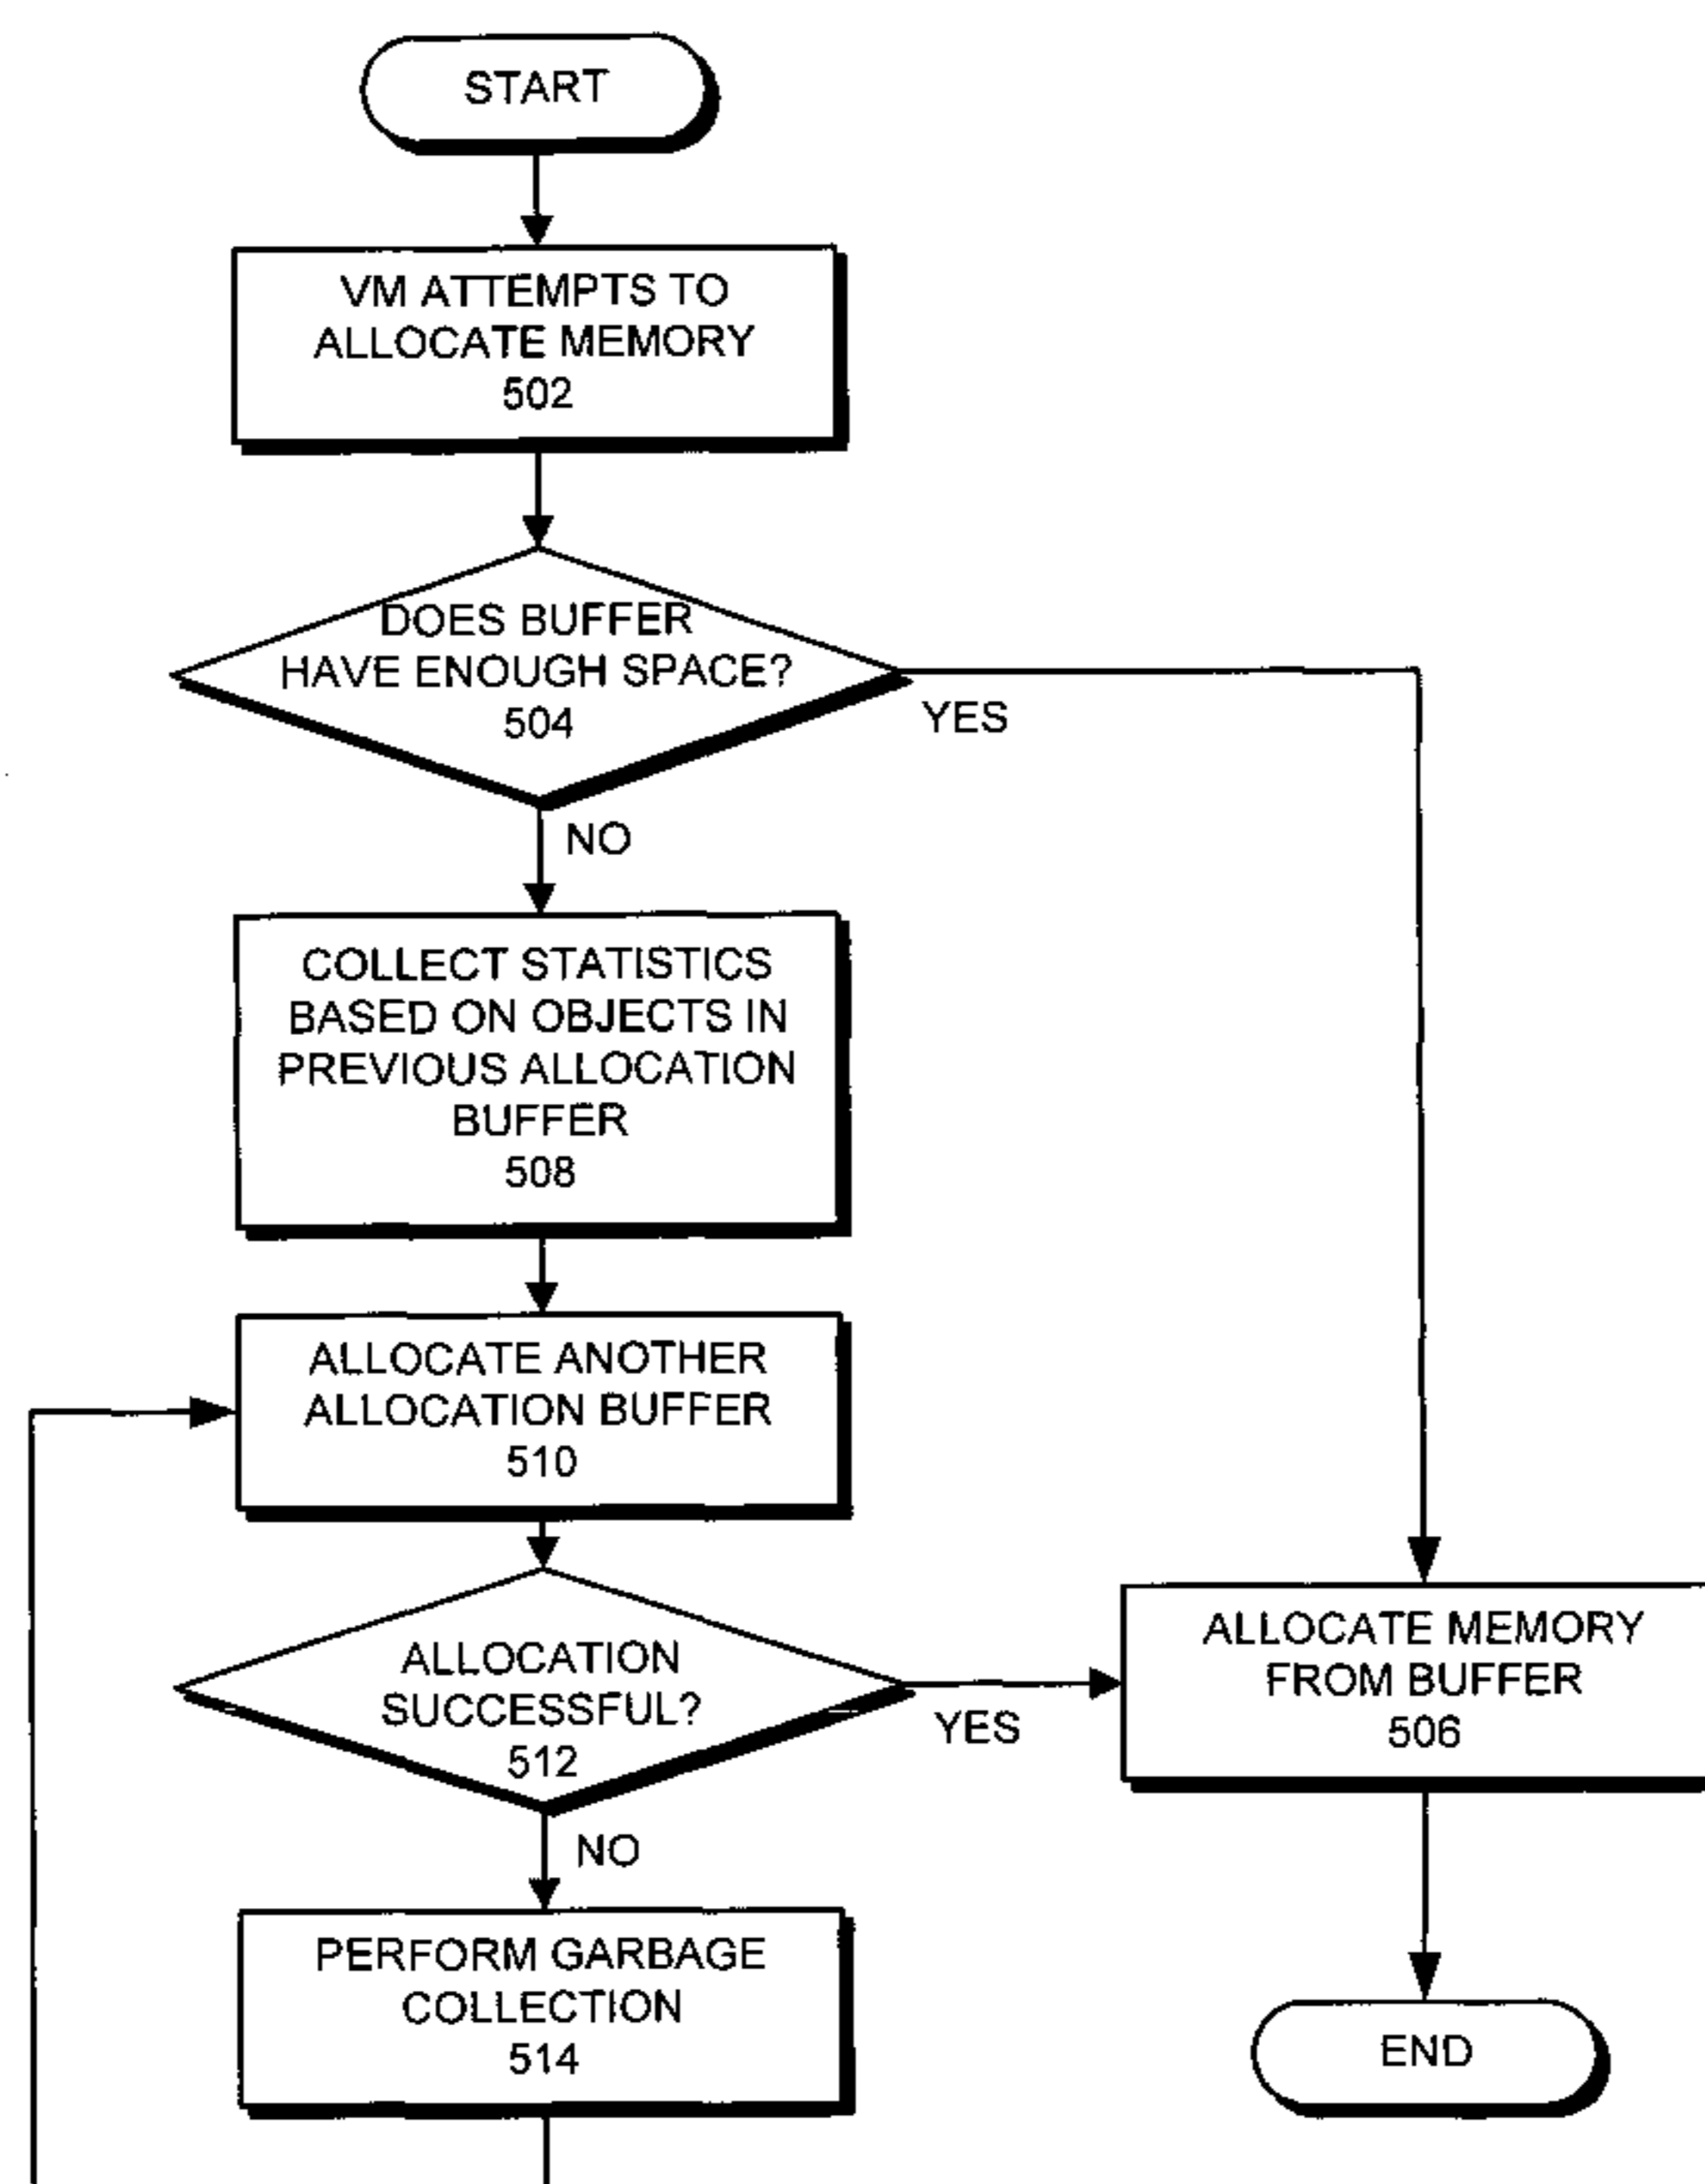 START
VM ATTEMPTS TO
ALLOCATE MEMORY
502
DOES BUFFER
HAVE ENOUGH SPACE?
504
YES
NO
COLLECT STATISTICS
BASED ON OBJECTS IN
PREVIOUS ALLOCATION
BUFFER
508
ALLOCATE ANOTHER
ALLOCATION BUFFER
510
ALLOCATION
SUCCESSFUL?
512
YES
ALLOCATE MEMORY
FROM BUFFER
506
NO
PERFORM GARBAGE
COLLECTION
514
END